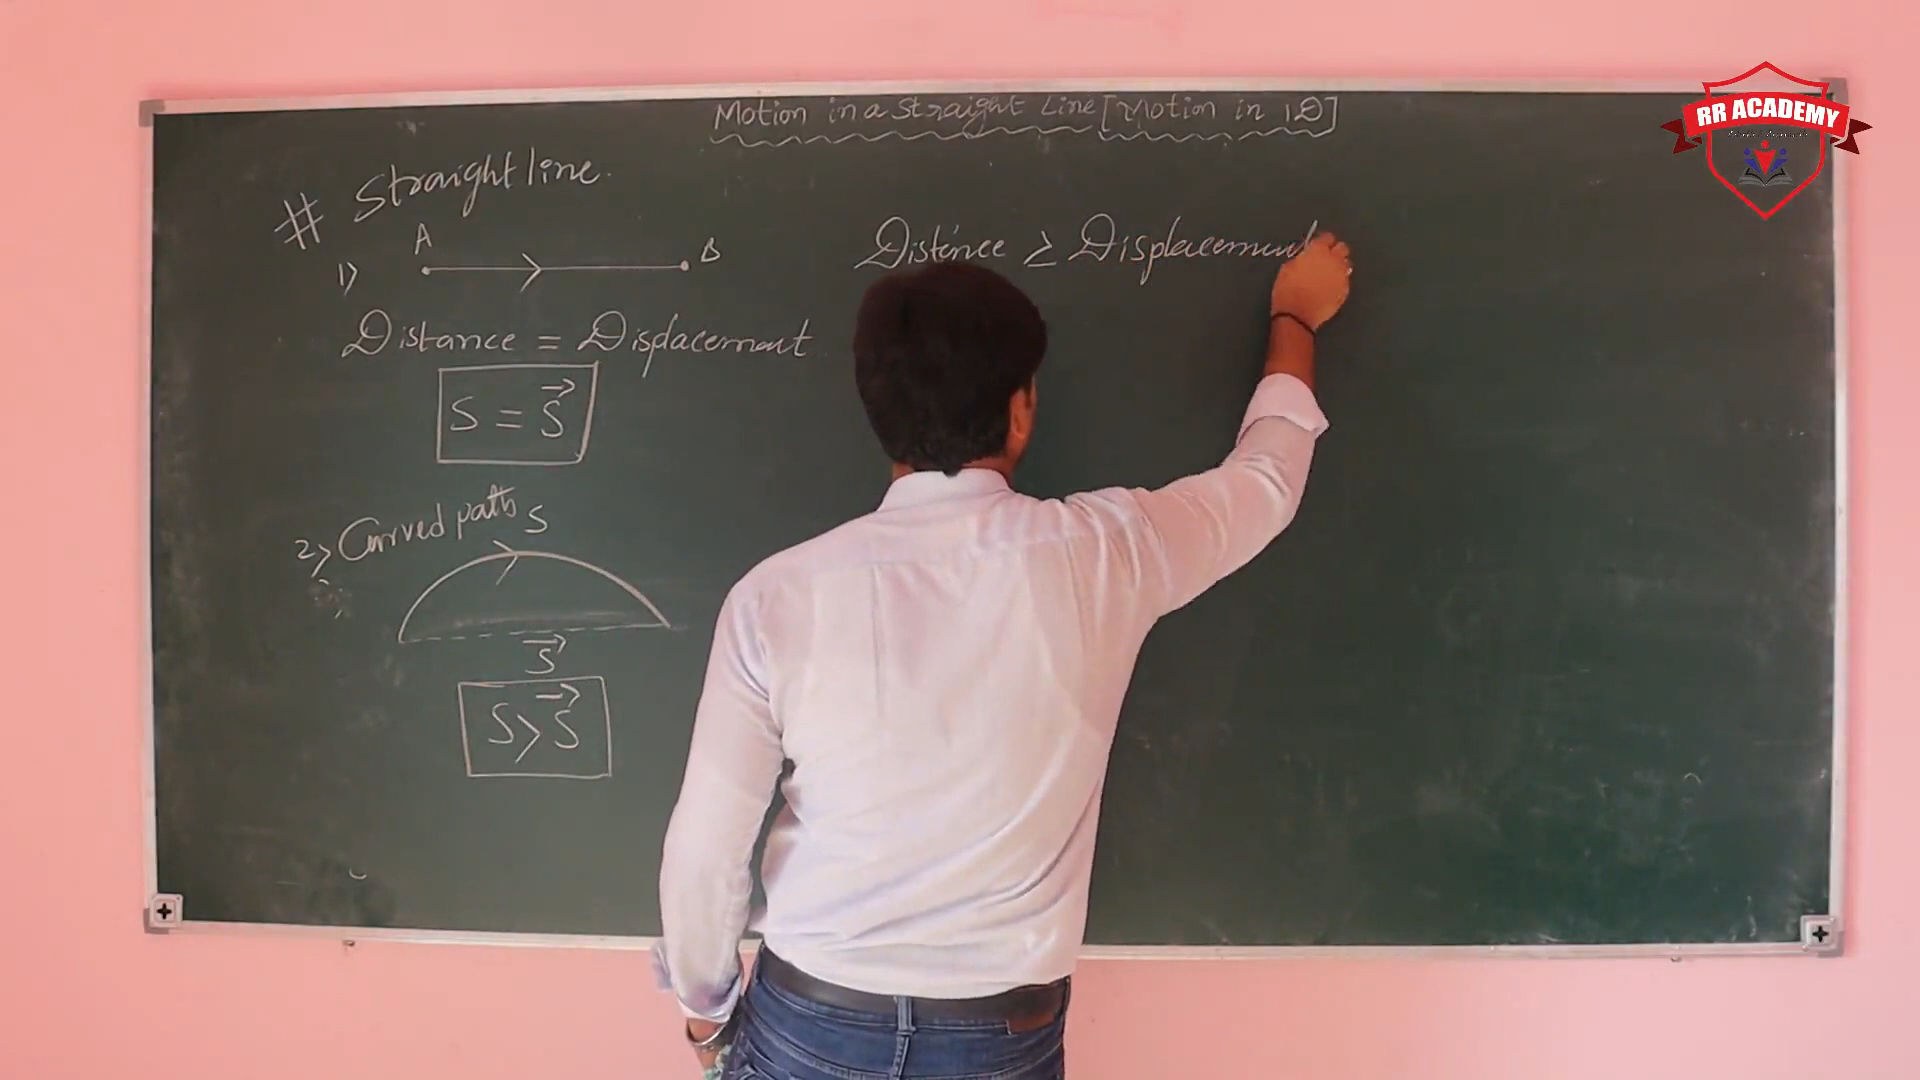 Motion in a straight Line [Motion in 1D]
# Straight line.
A
1) B
Distance = Displacement
S = S⃗
2) Curved path S
S⃗
S > S⃗
Distance ≥ Displacement
RR ACADEMY